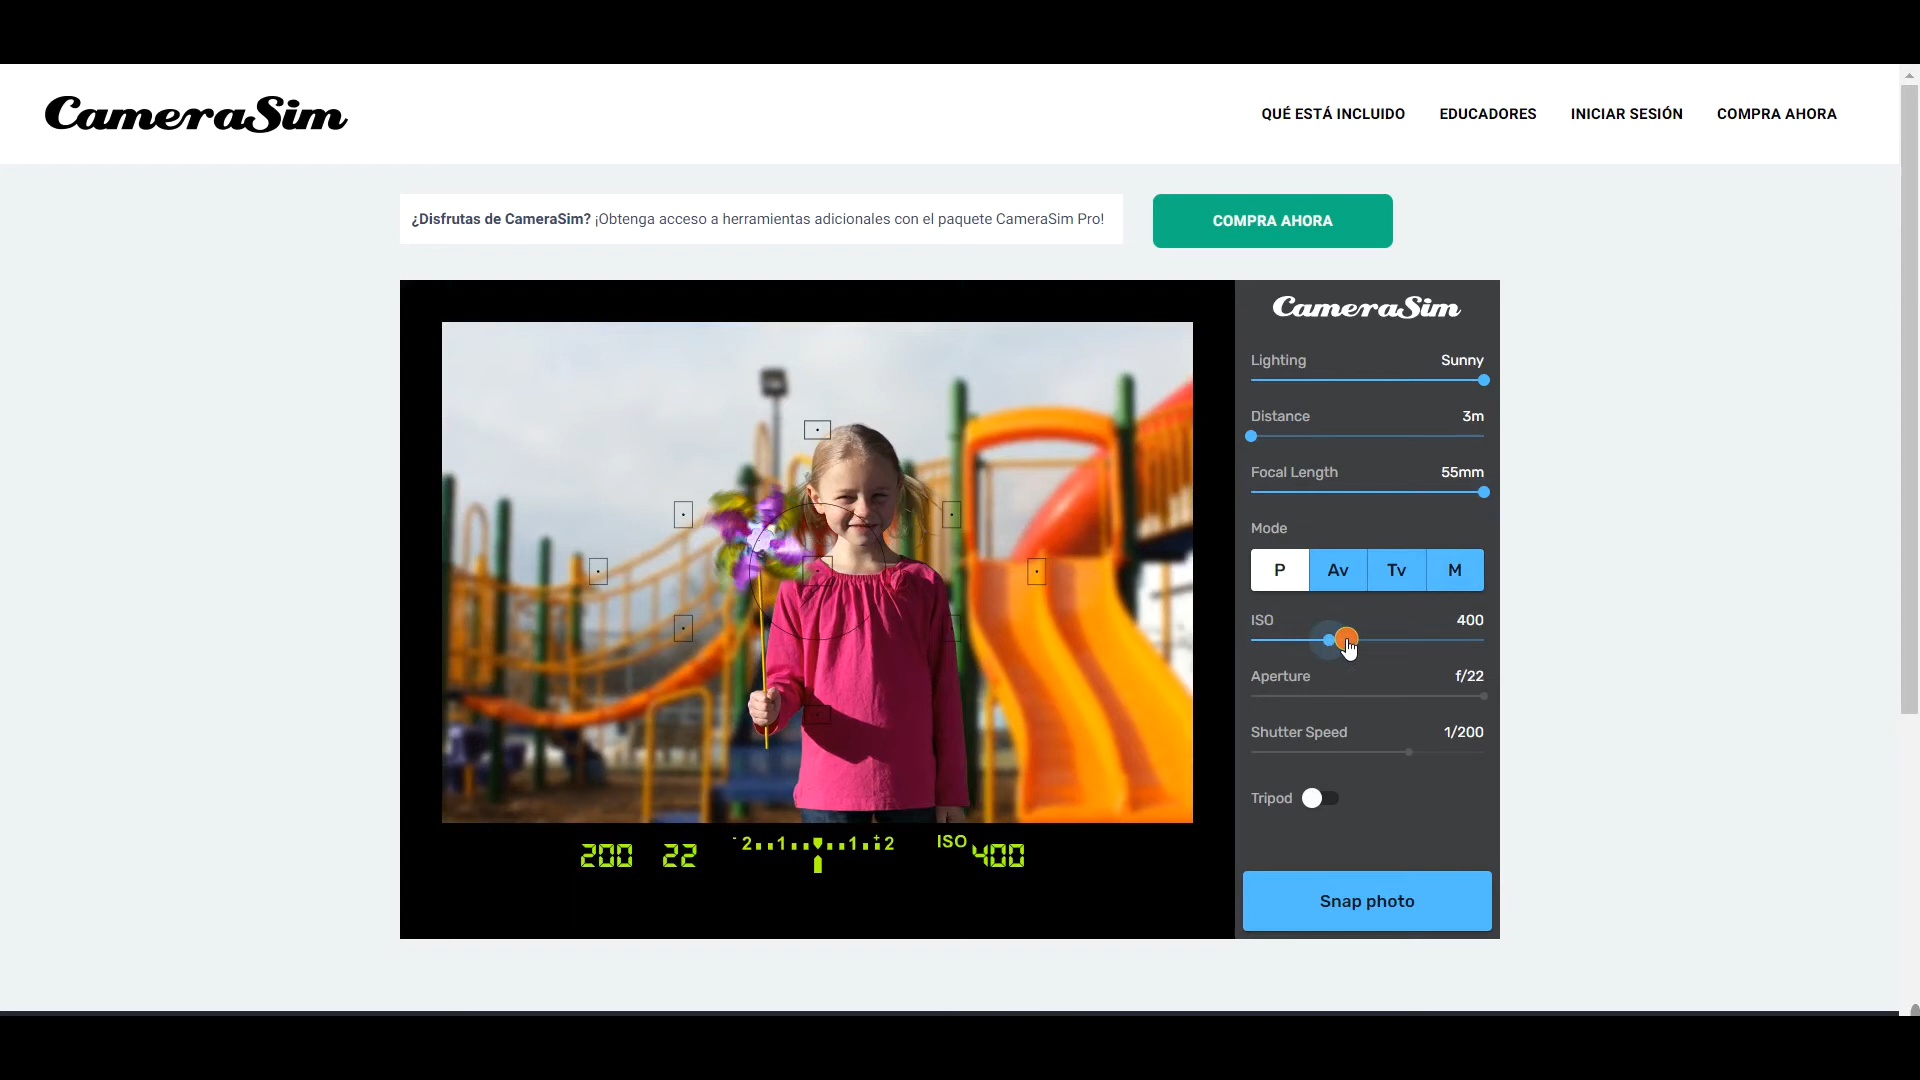 CameraSim
QUÉ ESTÁ INCLUIDO EDUCADORES INICIAR SESIÓN COMPRA AHORA
¿Disfrutas de CameraSim? ¡Obtenga acceso a herramientas adicionales con el paquete CameraSim Pro!
COMPRA AHORA
CameraSim
Lighting Sunny
Distance 3m
Focal Length 55mm
Mode
P Av Tv M
ISO 400
Aperture f/22
Shutter Speed 1/200
Tripod
Snap photo
200 22 -2..1..▼..1..+2 ISO 400